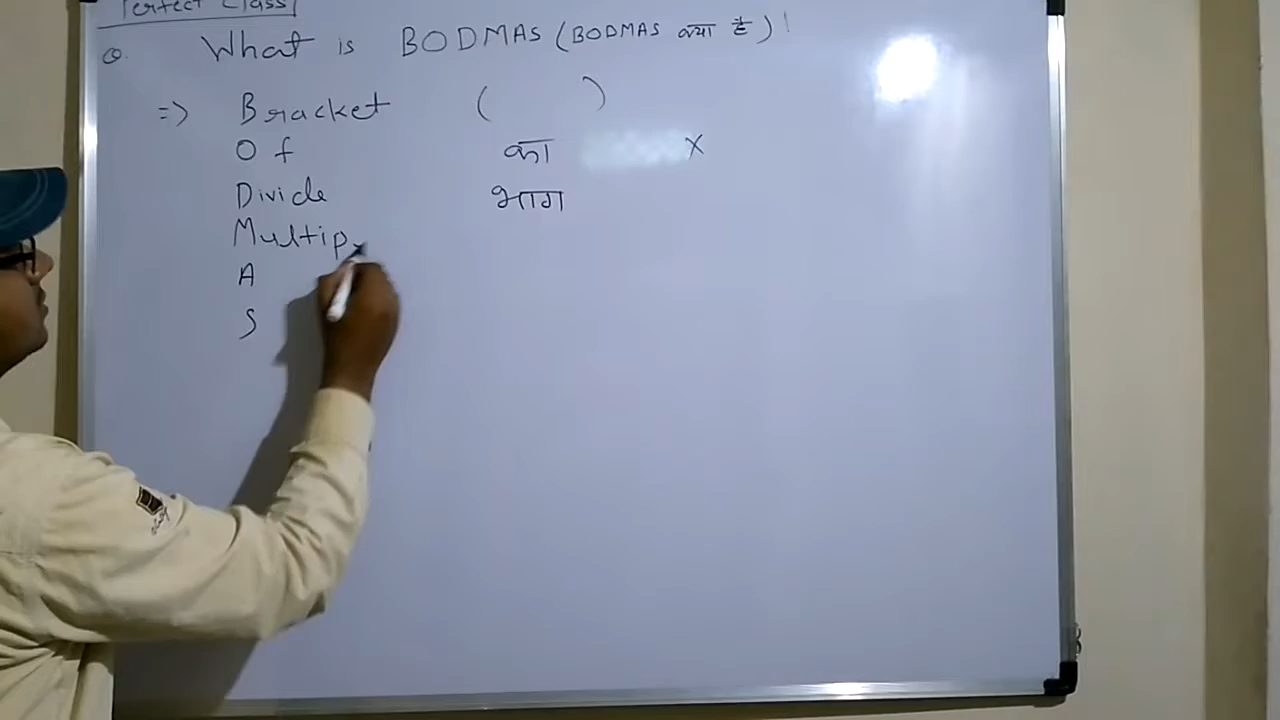 Perfect Class
Q. What is BODMAS (BODMAS क्या है)!
=> Bracket ( )
Of का x
Divide भाग
Multip
A
S